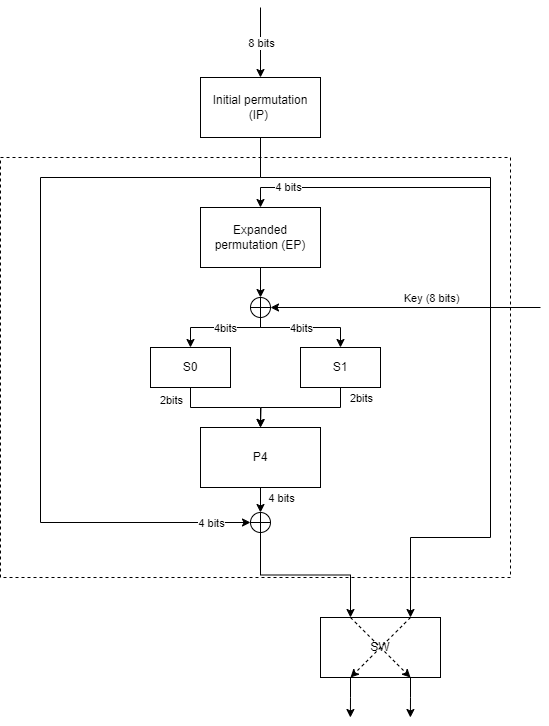 8 bits
Initial permutation
(IP)
4 bits
Expanded
permutation (EP)
Key (8 bits)
4bits
4bits
S0
S1
2bits
2bits
P4
4 bits
4 bits
SW